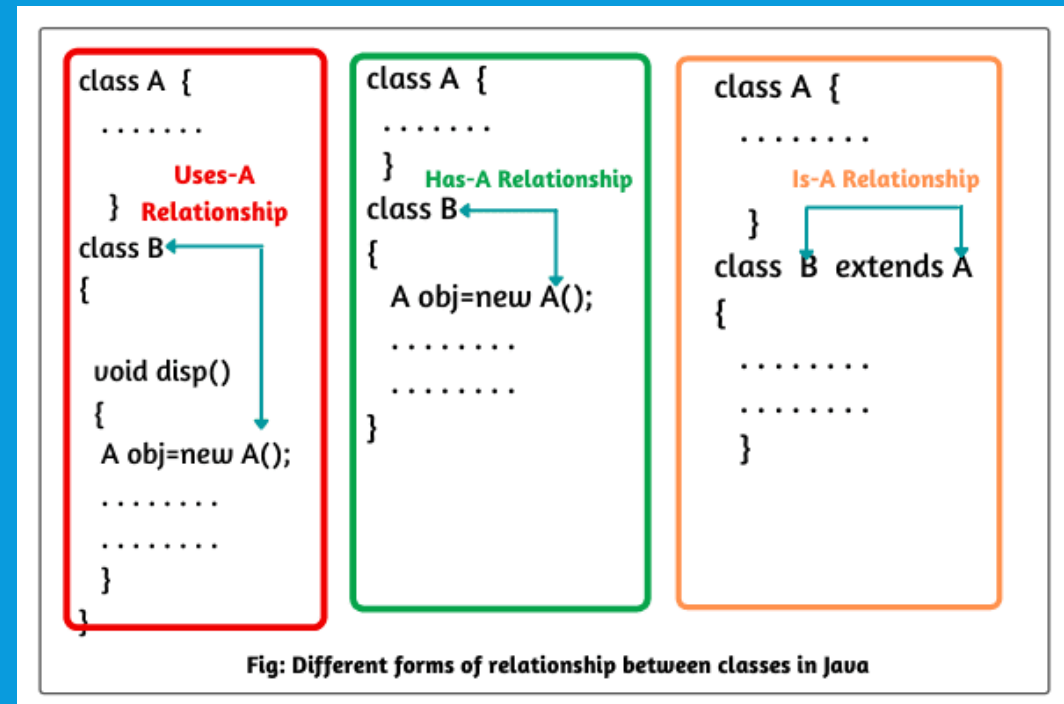 class A {
. . . . . . .
Uses-A
} Relationship
class B
{
void disp()
{
A obj=new A();
. . . . . . . .
. . . . . . . .
}
}
class A {
. . . . . . .
}
Has-A Relationship
class B
{
A obj=new A();
. . . . . . . .
. . . . . . . .
}
class A {
. . . . . . . .
Is-A Relationship
}
class B extends A
{
. . . . . . . .
. . . . . . . .
}
Fig: Different forms of relationship between classes in Java